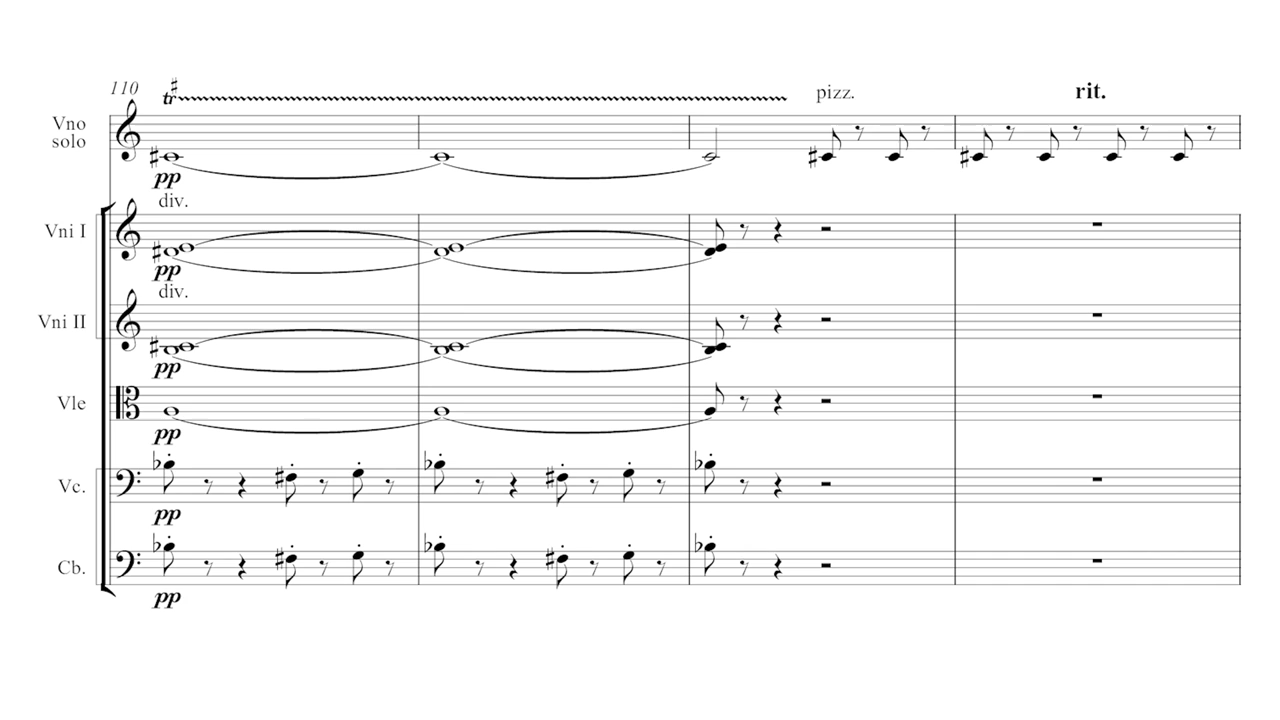 110
tr
pizz.
rit.
Vno
solo
pp
div.
Vni I
pp
div.
Vni II
pp
Vle
pp
Vc.
pp
Cb.
pp